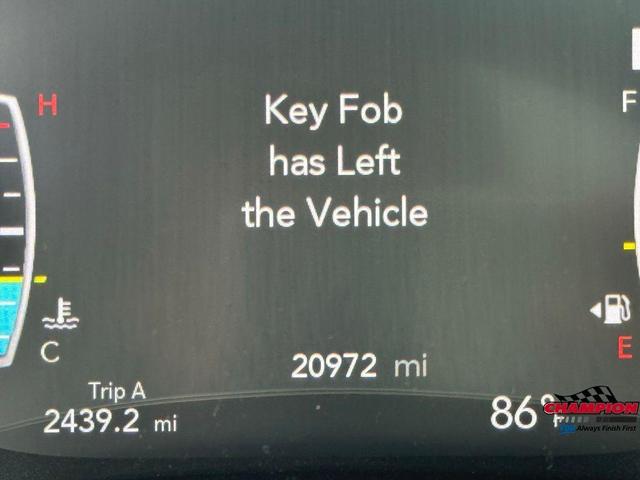 H
Key Fob
F
has Left
the Vehicle
C
E
20972 mi
Trip A
2439.2 mi
86°F
CHAMPION
Always Finish First